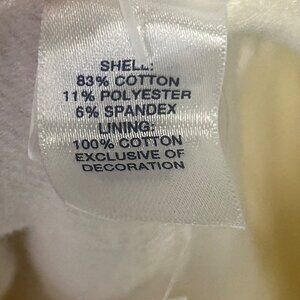 SHELL:
83% COTTON
11% POLYESTER
6% SPANDEX
LINING:
100% COTTON
EXCLUSIVE OF
DECORATION